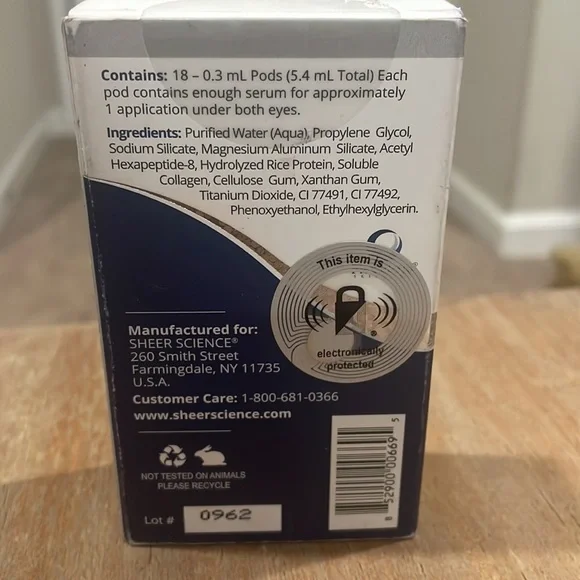 Contains: 18 – 0.3 mL Pods (5.4 mL Total) Each
pod contains enough serum for approximately
1 application under both eyes.
Ingredients: Purified Water (Aqua), Propylene Glycol,
Sodium Silicate, Magnesium Aluminum Silicate, Acetyl
Hexapeptide-8, Hydrolyzed Rice Protein, Soluble
Collagen, Cellulose Gum, Xanthan Gum,
Titanium Dioxide, CI 77491, CI 77492,
Phenoxyethanol, Ethylhexylglycerin.
This item is
®
electronically
protected
Manufactured for:
SHEER SCIENCE®
260 Smith Street
Farmingdale, NY 11735
U.S.A.
Customer Care: 1-800-681-0366
www.sheerscience.com
NOT TESTED ON ANIMALS
PLEASE RECYCLE
Lot # 0962
8 52900 00669 5